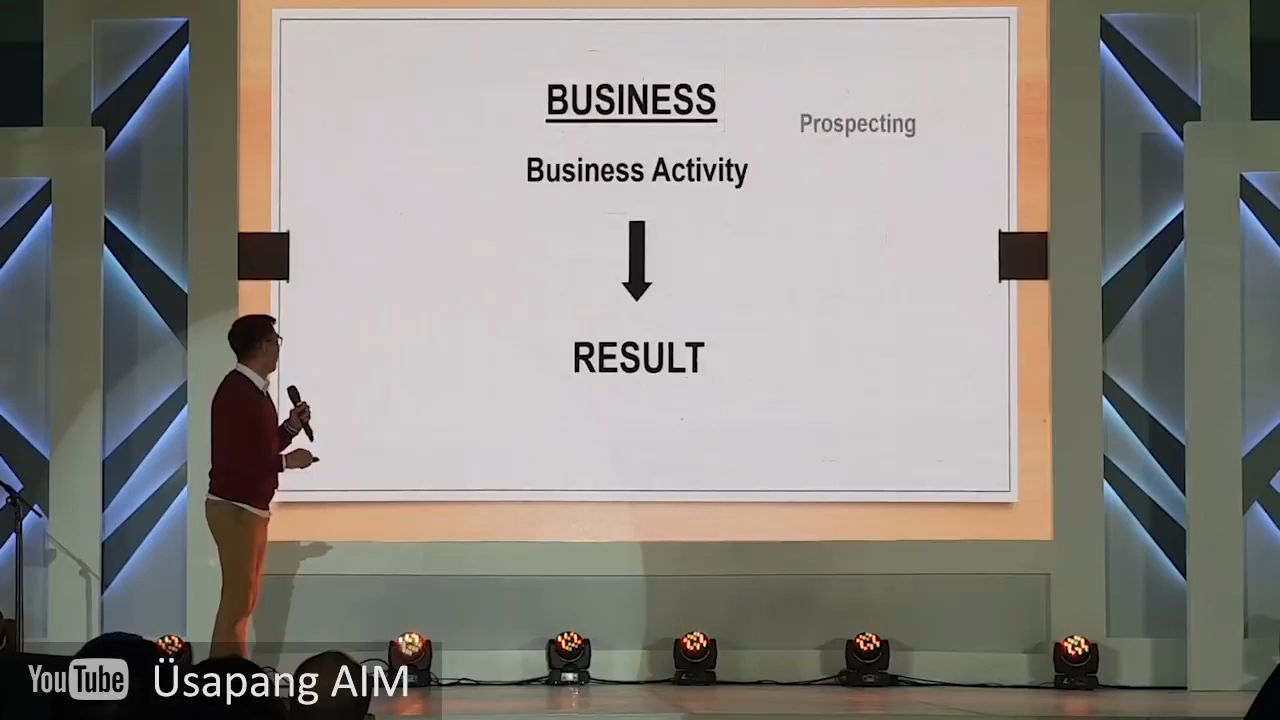 BUSINESS
Prospecting
Business Activity
RESULT
YouTube Üsapang AIM